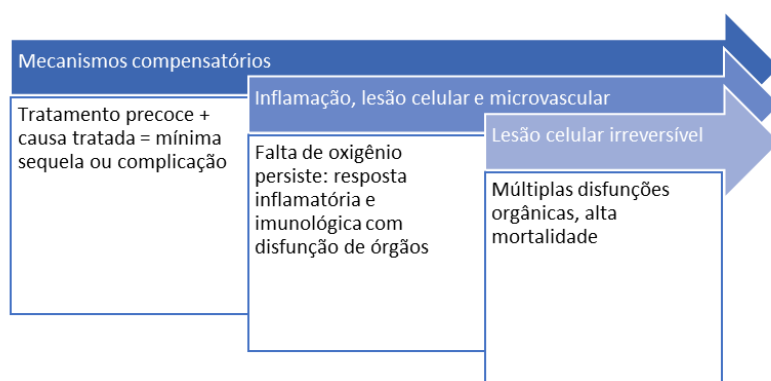 Mecanismos compensatórios
Tratamento precoce +
causa tratada = mínima
sequela ou complicação
Inflamação, lesão celular e microvascular
Falta de oxigênio
persiste: resposta
inflamatória e
imunológica com
disfunção de órgãos
Lesão celular irreversível
Múltiplas disfunções
orgânicas, alta
mortalidade